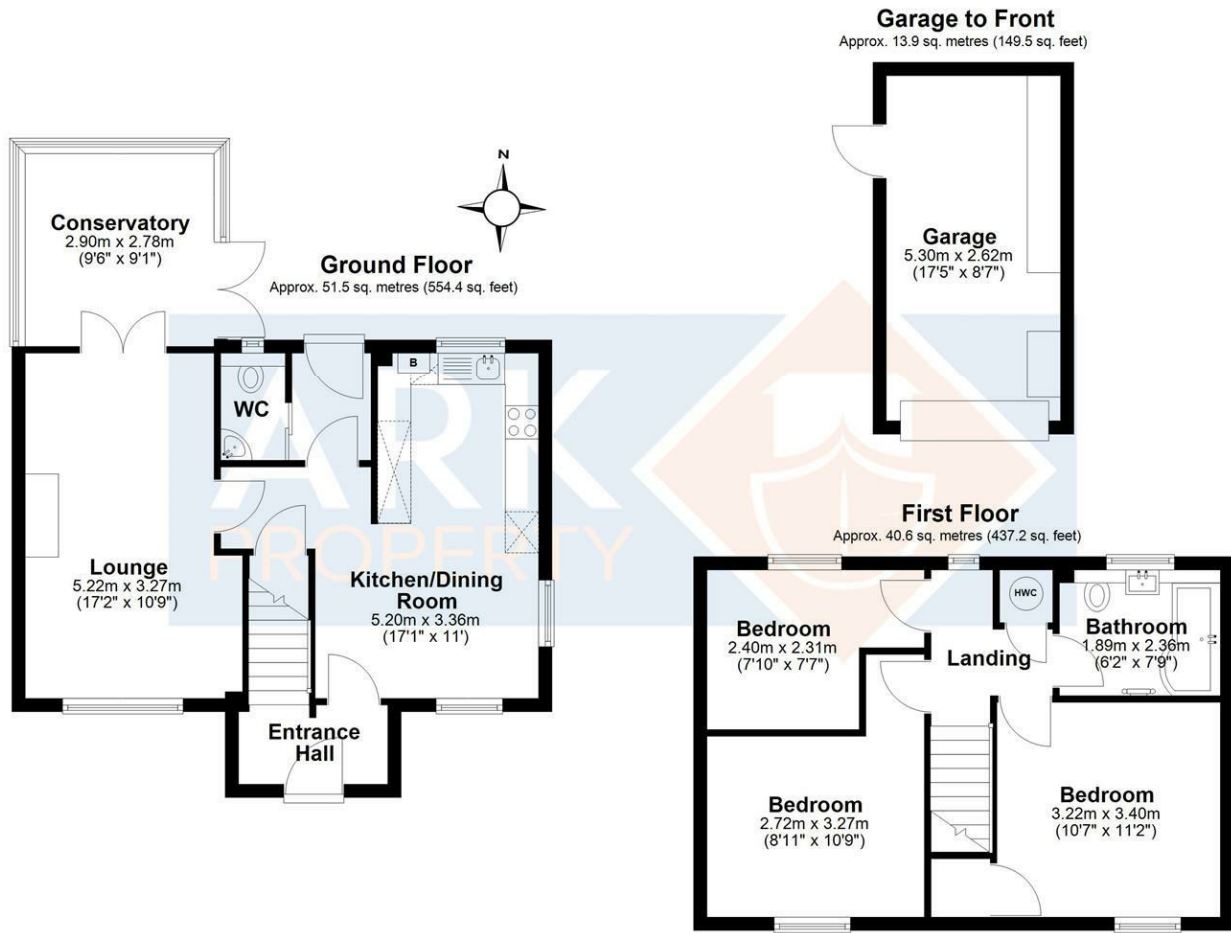 Garage to Front
Approx. 13.9 sq. metres (149.5 sq. feet)
Garage
5.30m x 2.62m
(17'5" x 8'7")
N
Conservatory
2.90m x 2.78m
(9'6" x 9'1")
Ground Floor
Approx. 51.5 sq. metres (554.4 sq. feet)
B
WC
ARK
PROPERTY
Lounge
5.22m x 3.27m
(17'2" x 10'9")
Kitchen/Dining
Room
5.20m x 3.36m
(17'1" x 11')
Entrance
Hall
First Floor
Approx. 40.6 sq. metres (437.2 sq. feet)
HWC
Bedroom
2.40m x 2.31m
(7'10" x 7'7")
Landing
Bathroom
1.89m x 2.36m
(6'2" x 7'9")
Bedroom
2.72m x 3.27m
(8'11" x 10'9")
Bedroom
3.22m x 3.40m
(10'7" x 11'2")